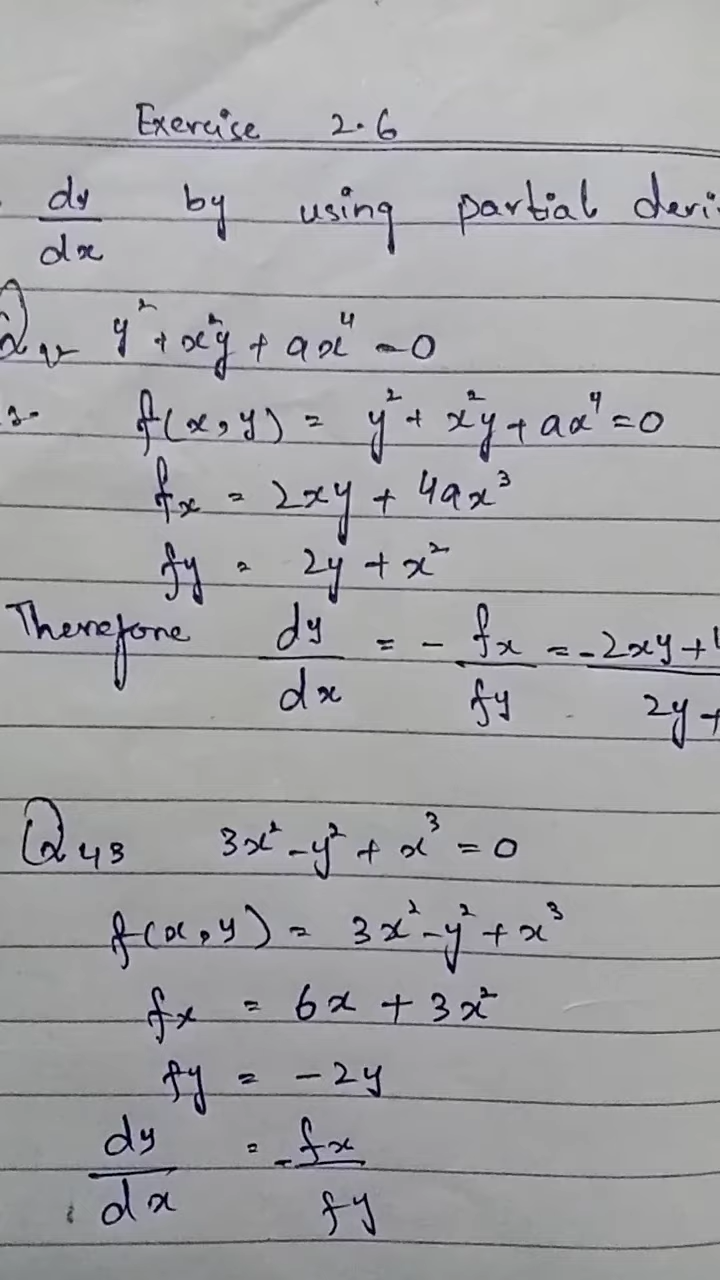 Exercise 2.6
dy/dx by using partial deri
Q y² + x²y + ax⁴ = 0
f(x,y) = y² + x²y + ax⁴ = 0
fx = 2xy + 4ax³
fy = 2y + x²
Therefore dy/dx = - fx/fy = -2xy+4/2y+
Q43 3x² - y² + x³ = 0
f(x,y) = 3x² - y² + x³
fx = 6x + 3x²
fy = -2y
dy/dx = -fx/fy